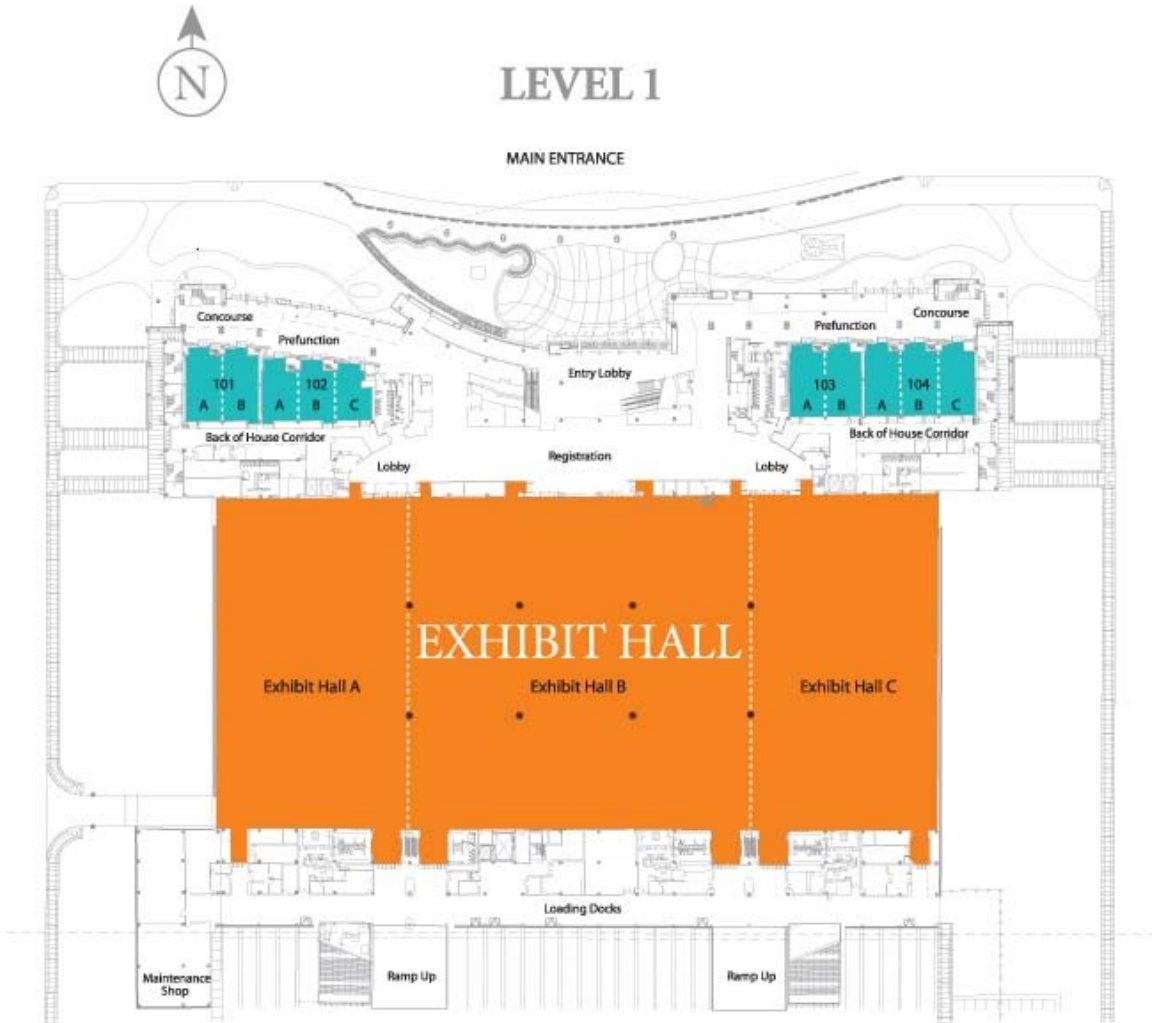 N
LEVEL 1
MAIN ENTRANCE
Concourse
Prefunction
101
A B
102
A B C
Back of House Corridor
Entry Lobby
Prefunction
Concourse
103
A B
104
A B C
Back of House Corridor
Lobby
Registration
Lobby
EXHIBIT HALL
Exhibit Hall A
Exhibit Hall B
Exhibit Hall C
Loading Docks
Maintenance
Shop
Ramp Up
Ramp Up